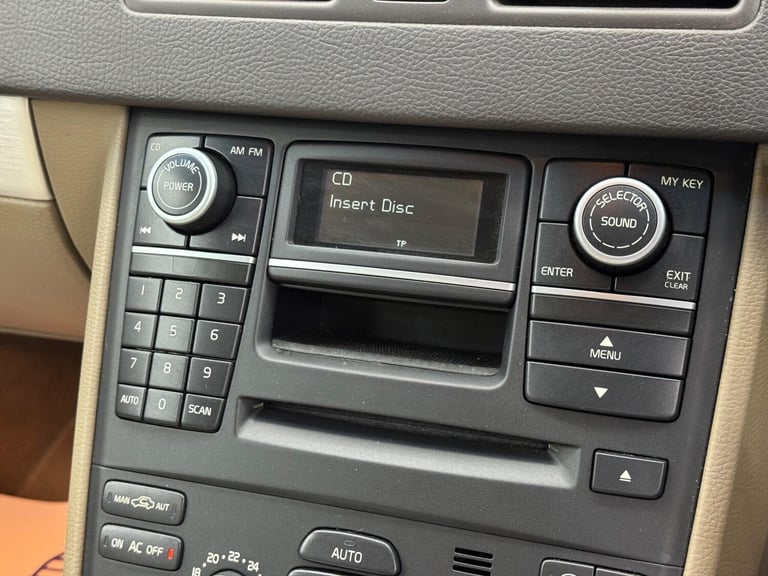 CD
AM FM
VOLUME
POWER
CD
Insert Disc
TP
SELECTOR
SOUND
MY KEY
ENTER
EXIT
CLEAR
MENU
1 2 3
4 5 6
7 8 9
AUTO 0 SCAN
MAN AUT
ON AC OFF
18 20 22 24
AUTO